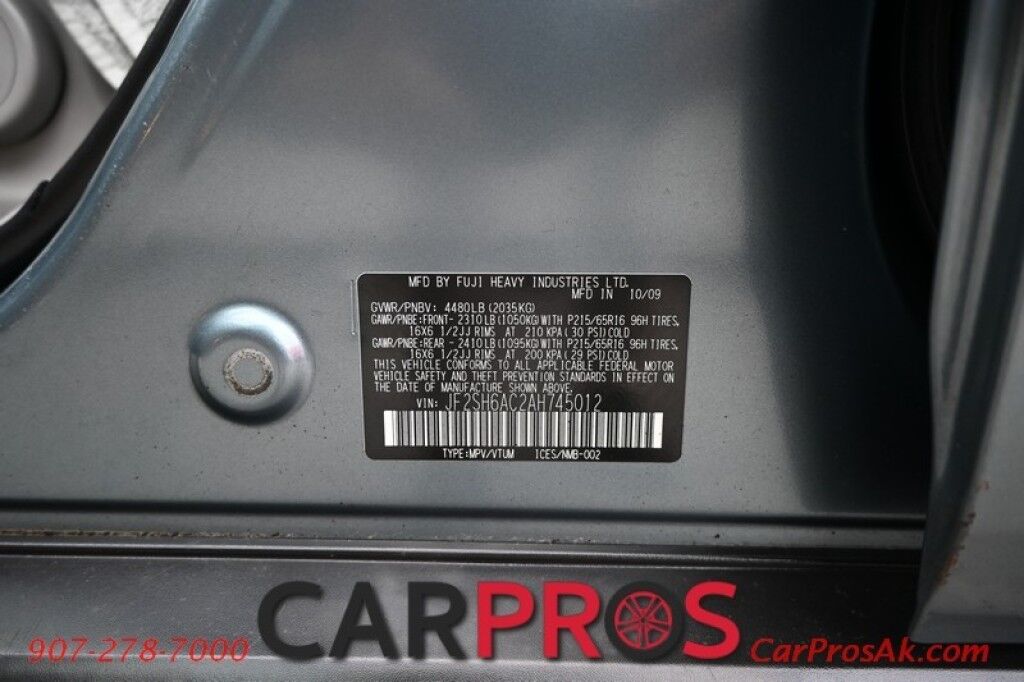 MFD BY FUJI HEAVY INDUSTRIES LTD.
MFD IN 10/09
GVWR/PNBV: 4480LB (2035KG)
GAWR/PNBE:FRONT- 2310LB (1050KG) WITH P215/65R16 96H TIRES,
16X6 1/2JJ RIMS AT 210 KPA (30 PSI) COLD
GAWR/PNBE:REAR - 2410LB (1095KG) WITH P215/65R16 96H TIRES,
16X6 1/2JJ RIMS AT 200 KPA (29 PSI) COLD
THIS VEHICLE CONFORMS TO ALL APPLICABLE FEDERAL MOTOR
VEHICLE SAFETY AND THEFT PREVENTION STANDARDS IN EFFECT ON
THE DATE OF MANUFACTURE SHOWN ABOVE.
VIN: JF2SH6AC2AH745012
TYPE:MPV/VTUM ICES/NMB-002
CARPROS
907-278-7000
CarProsAk.com